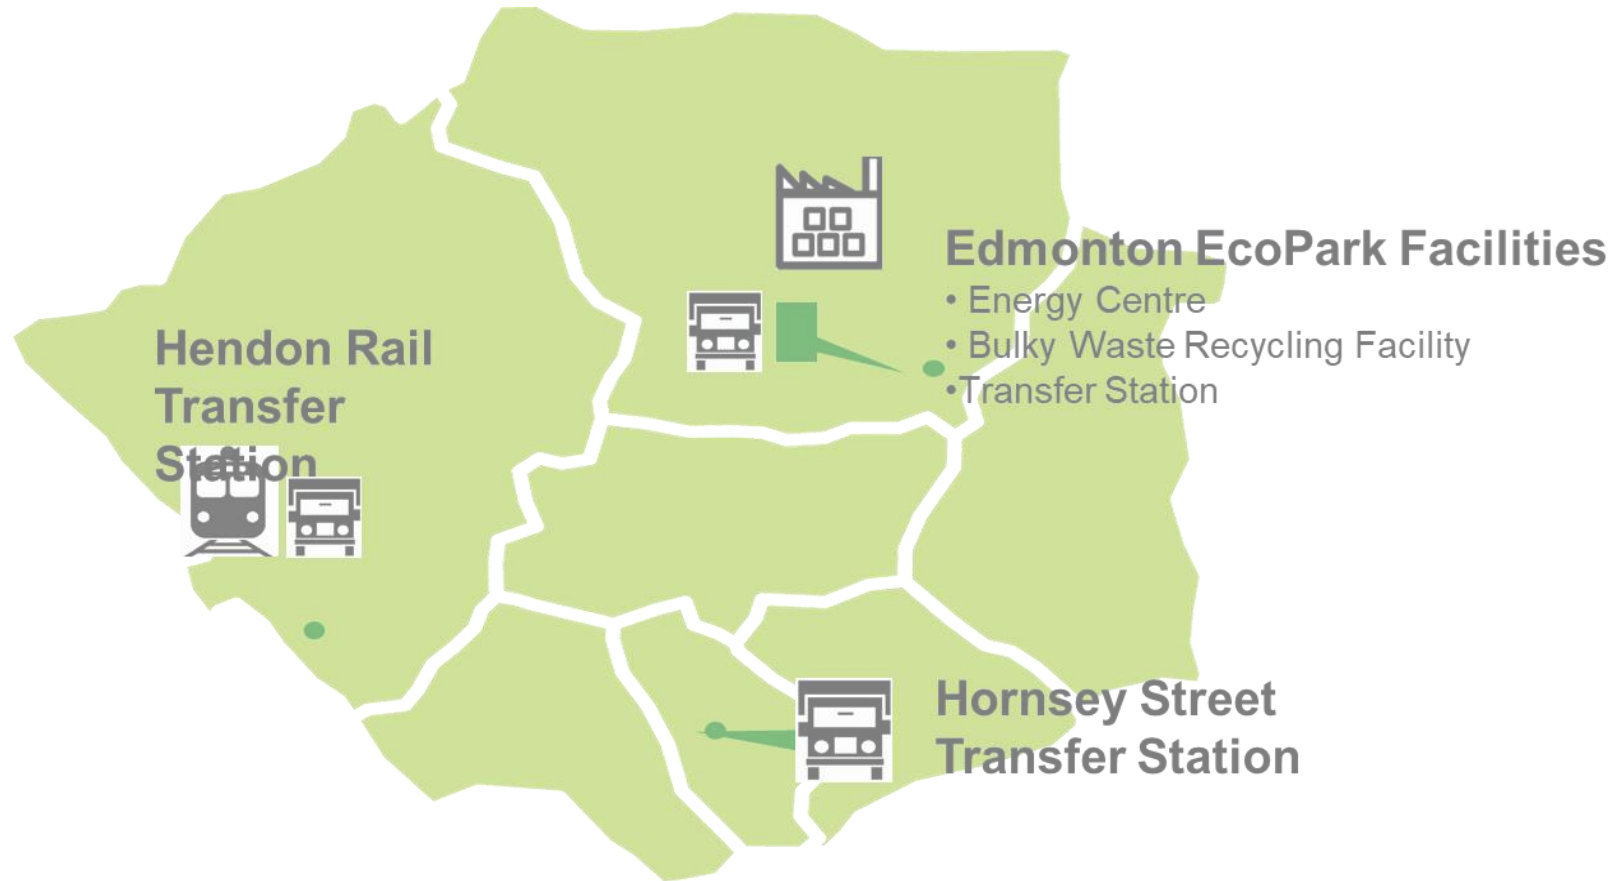 Edmonton EcoPark Facilities
• Energy Centre
• Bulky Waste Recycling Facility
•Transfer Station
Hendon Rail
Transfer
Station
Hornsey Street
Transfer Station